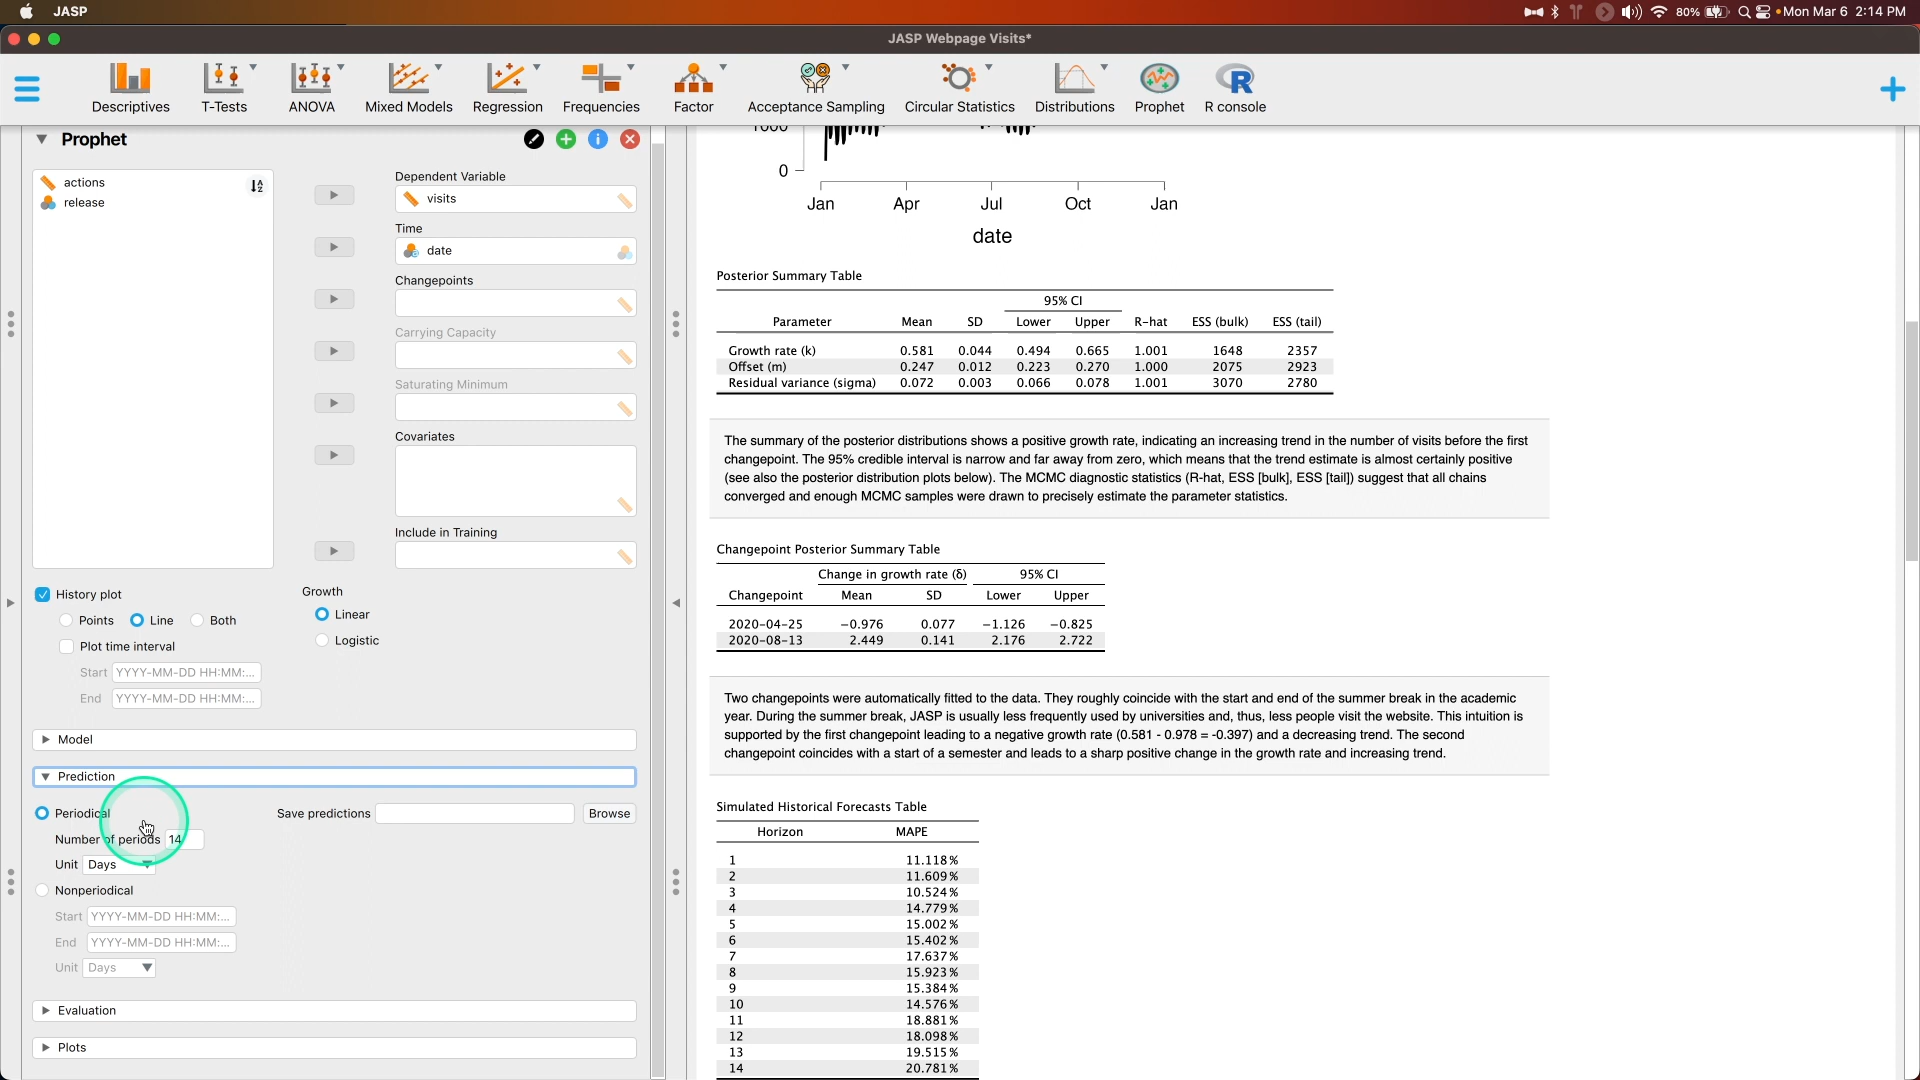 JASP
80%
Mon Mar 6 2:14 PM
JASP Webpage Visits*
Descriptives
T-Tests
ANOVA
Mixed Models
Regression
Frequencies
Factor
Acceptance Sampling
Circular Statistics
Distributions
Prophet
R console
Prophet
actions
release
Dependent Variable
visits
Time
date
Changepoints
Carrying Capacity
Saturating Minimum
Covariates
Include in Training
History plot
Points Line Both
Plot time interval
Start YYYY-MM-DD HH:MM:...
End YYYY-MM-DD HH:MM:...
Growth
Linear
Logistic
Model
Prediction
Periodical
Number of periods 14
Unit Days
Save predictions
Browse
Nonperiodical
Start YYYY-MM-DD HH:MM:...
End YYYY-MM-DD HH:MM:...
Unit Days
Evaluation
Plots
1000
0
Jan Apr Jul Oct Jan
date
Posterior Summary Table
95% CI
Parameter Mean SD Lower Upper R-hat ESS (bulk) ESS (tail)
Growth rate (k) 0.581 0.044 0.494 0.665 1.001 1648 2357
Offset (m) 0.247 0.012 0.223 0.270 1.000 2075 2923
Residual variance (sigma) 0.072 0.003 0.066 0.078 1.001 3070 2780
The summary of the posterior distributions shows a positive growth rate, indicating an increasing trend in the number of visits before the first
changepoint. The 95% credible interval is narrow and far away from zero, which means that the trend estimate is almost certainly positive
(see also the posterior distribution plots below). The MCMC diagnostic statistics (R-hat, ESS [bulk], ESS [tail]) suggest that all chains
converged and enough MCMC samples were drawn to precisely estimate the parameter statistics.
Changepoint Posterior Summary Table
Change in growth rate (δ) 95% CI
Changepoint Mean SD Lower Upper
2020-04-25 −0.976 0.077 −1.126 −0.825
2020-08-13 2.449 0.141 2.176 2.722
Two changepoints were automatically fitted to the data. They roughly coincide with the start and end of the summer break in the academic
year. During the summer break, JASP is usually less frequently used by universities and, thus, less people visit the website. This intuition is
supported by the first changepoint leading to a negative growth rate (0.581 - 0.978 = -0.397) and a decreasing trend. The second
changepoint coincides with a start of a semester and leads to a sharp positive change in the growth rate and increasing trend.
Simulated Historical Forecasts Table
Horizon MAPE
1 11.118%
2 11.609%
3 10.524%
4 14.779%
5 15.002%
6 15.402%
7 17.637%
8 15.923%
9 15.384%
10 14.576%
11 18.881%
12 18.098%
13 19.515%
14 20.781%